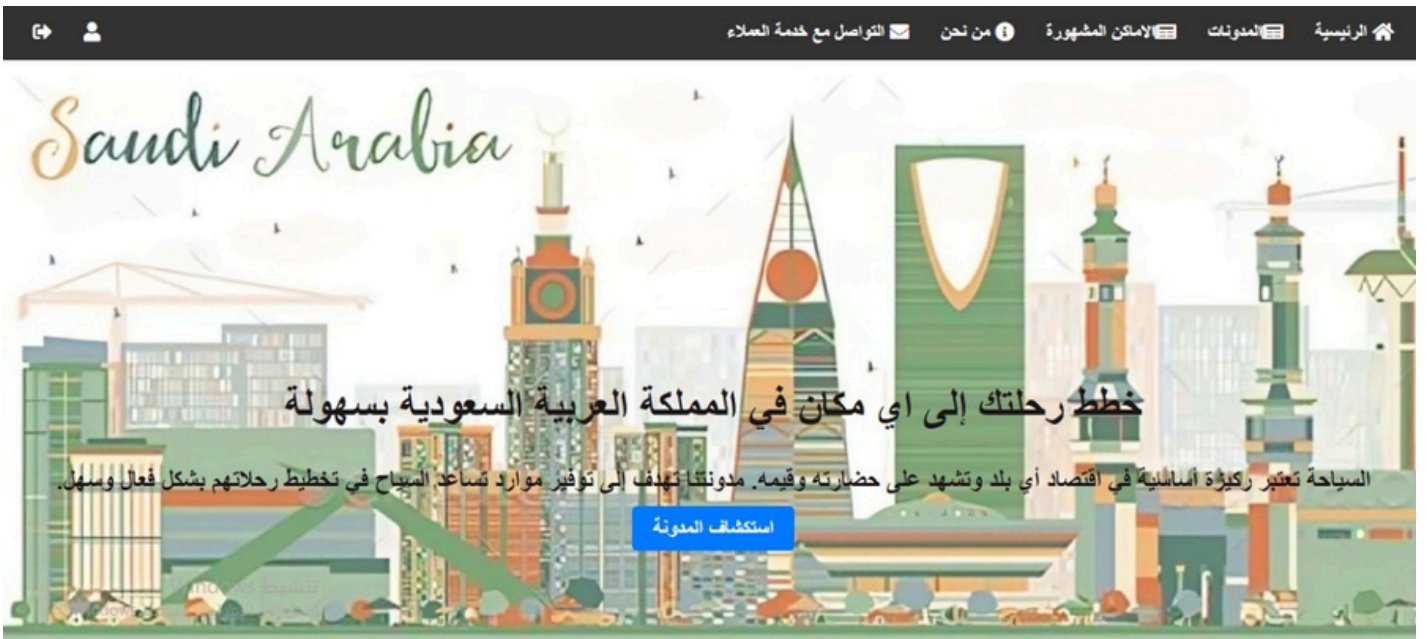 الرئيسية
المدونات
الاماكن المشهورة
من نحن
التواصل مع خدمة العملاء
Saudi Arabia
خطط رحلتك إلى اي مكان في المملكة العربية السعودية بسهولة
السياحة تعتبر ركيزة أساسية في اقتصاد أي بلد وتشهد على حضارته وقيمه. مدونتنا تهدف إلى توفير موارد تساعد السياح في تخطيط رحلاتهم بشكل فعال وسهل.
استكشاف المدونة
تنشيط Windows